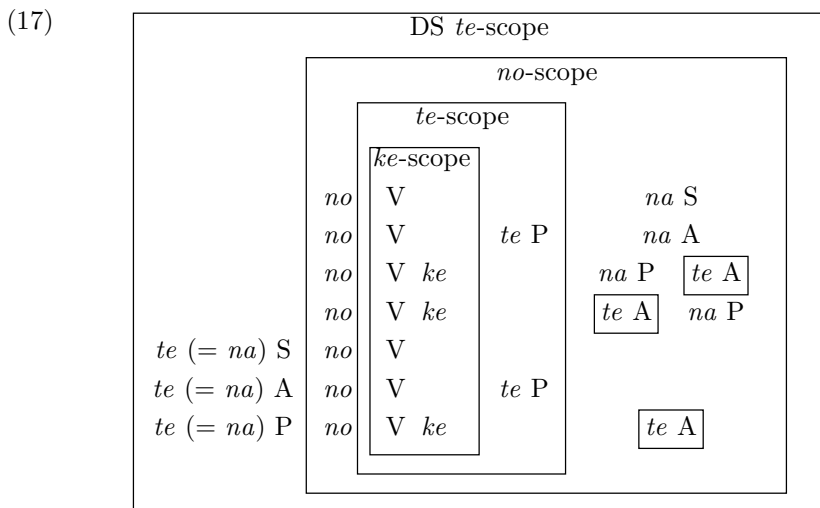 (17) DS te-scope
no-scope
te-scope
ke-scope
no V na S
no V te P na A
no V ke na P te A
no V ke te A na P
te (= na) S no V
te (= na) A no V te P
te (= na) P no V ke te A